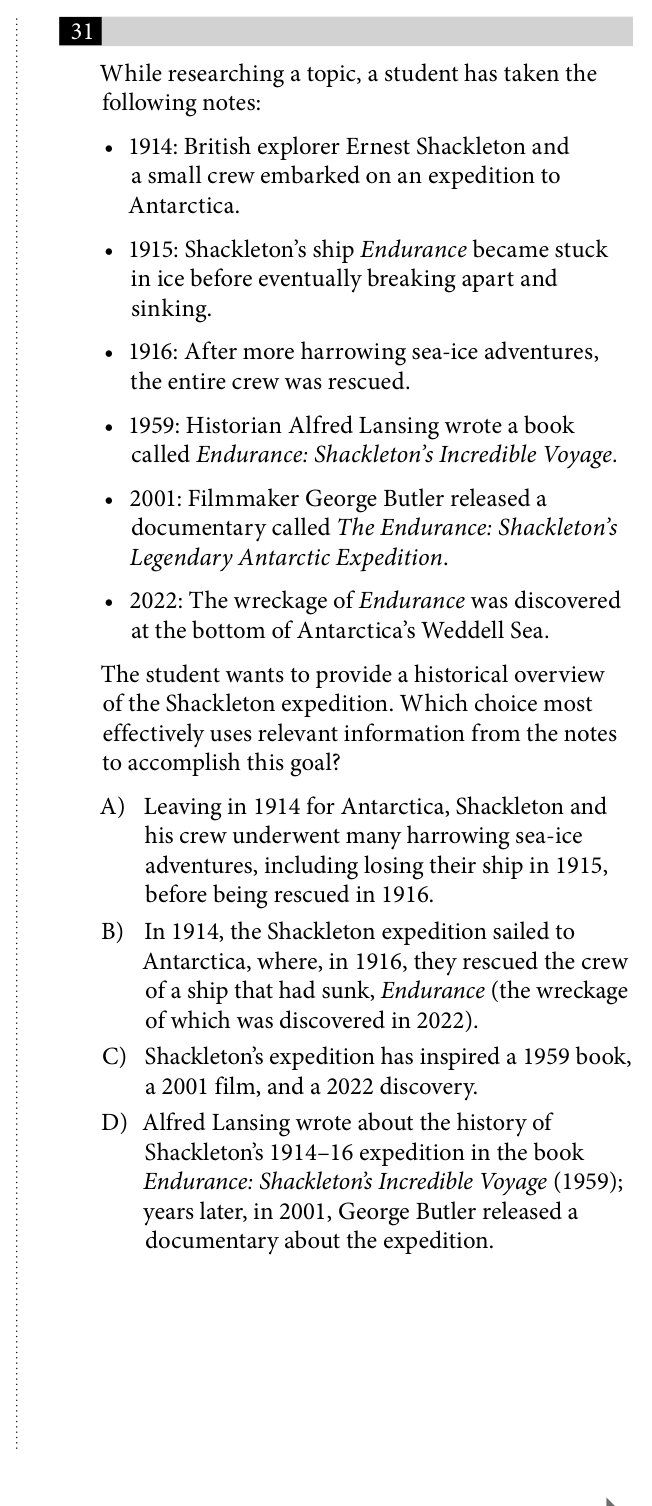 31
While researching a topic, a student has taken the
following notes:
• 1914: British explorer Ernest Shackleton and
a small crew embarked on an expedition to
Antarctica.
• 1915: Shackleton’s ship Endurance became stuck
in ice before eventually breaking apart and
sinking.
• 1916: After more harrowing sea-ice adventures,
the entire crew was rescued.
• 1959: Historian Alfred Lansing wrote a book
called Endurance: Shackleton’s Incredible Voyage.
• 2001: Filmmaker George Butler released a
documentary called The Endurance: Shackleton’s
Legendary Antarctic Expedition.
• 2022: The wreckage of Endurance was discovered
at the bottom of Antarctica’s Weddell Sea.
The student wants to provide a historical overview
of the Shackleton expedition. Which choice most
effectively uses relevant information from the notes
to accomplish this goal?
A) Leaving in 1914 for Antarctica, Shackleton and
his crew underwent many harrowing sea-ice
adventures, including losing their ship in 1915,
before being rescued in 1916.
B) In 1914, the Shackleton expedition sailed to
Antarctica, where, in 1916, they rescued the crew
of a ship that had sunk, Endurance (the wreckage
of which was discovered in 2022).
C) Shackleton’s expedition has inspired a 1959 book,
a 2001 film, and a 2022 discovery.
D) Alfred Lansing wrote about the history of
Shackleton’s 1914–16 expedition in the book
Endurance: Shackleton’s Incredible Voyage (1959);
years later, in 2001, George Butler released a
documentary about the expedition.